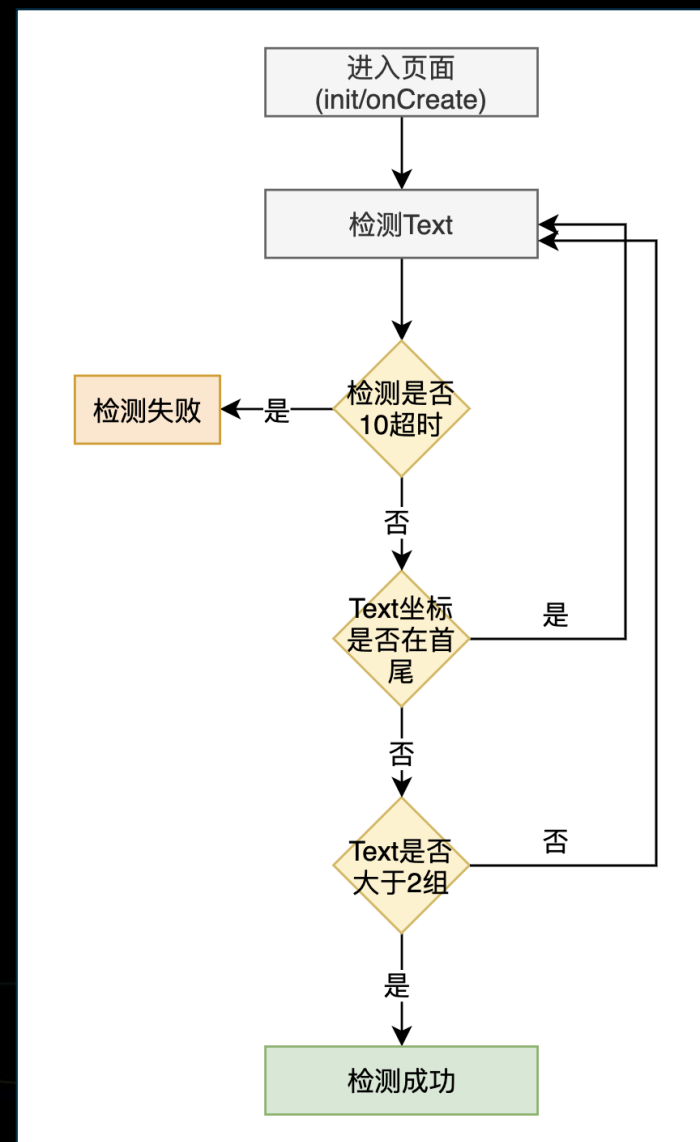 进入页面
(init/onCreate)
检测Text
检测是否
10超时
是
检测失败
否
Text坐标
是否在首
尾
是
否
Text是否
大于2组
否
是
检测成功